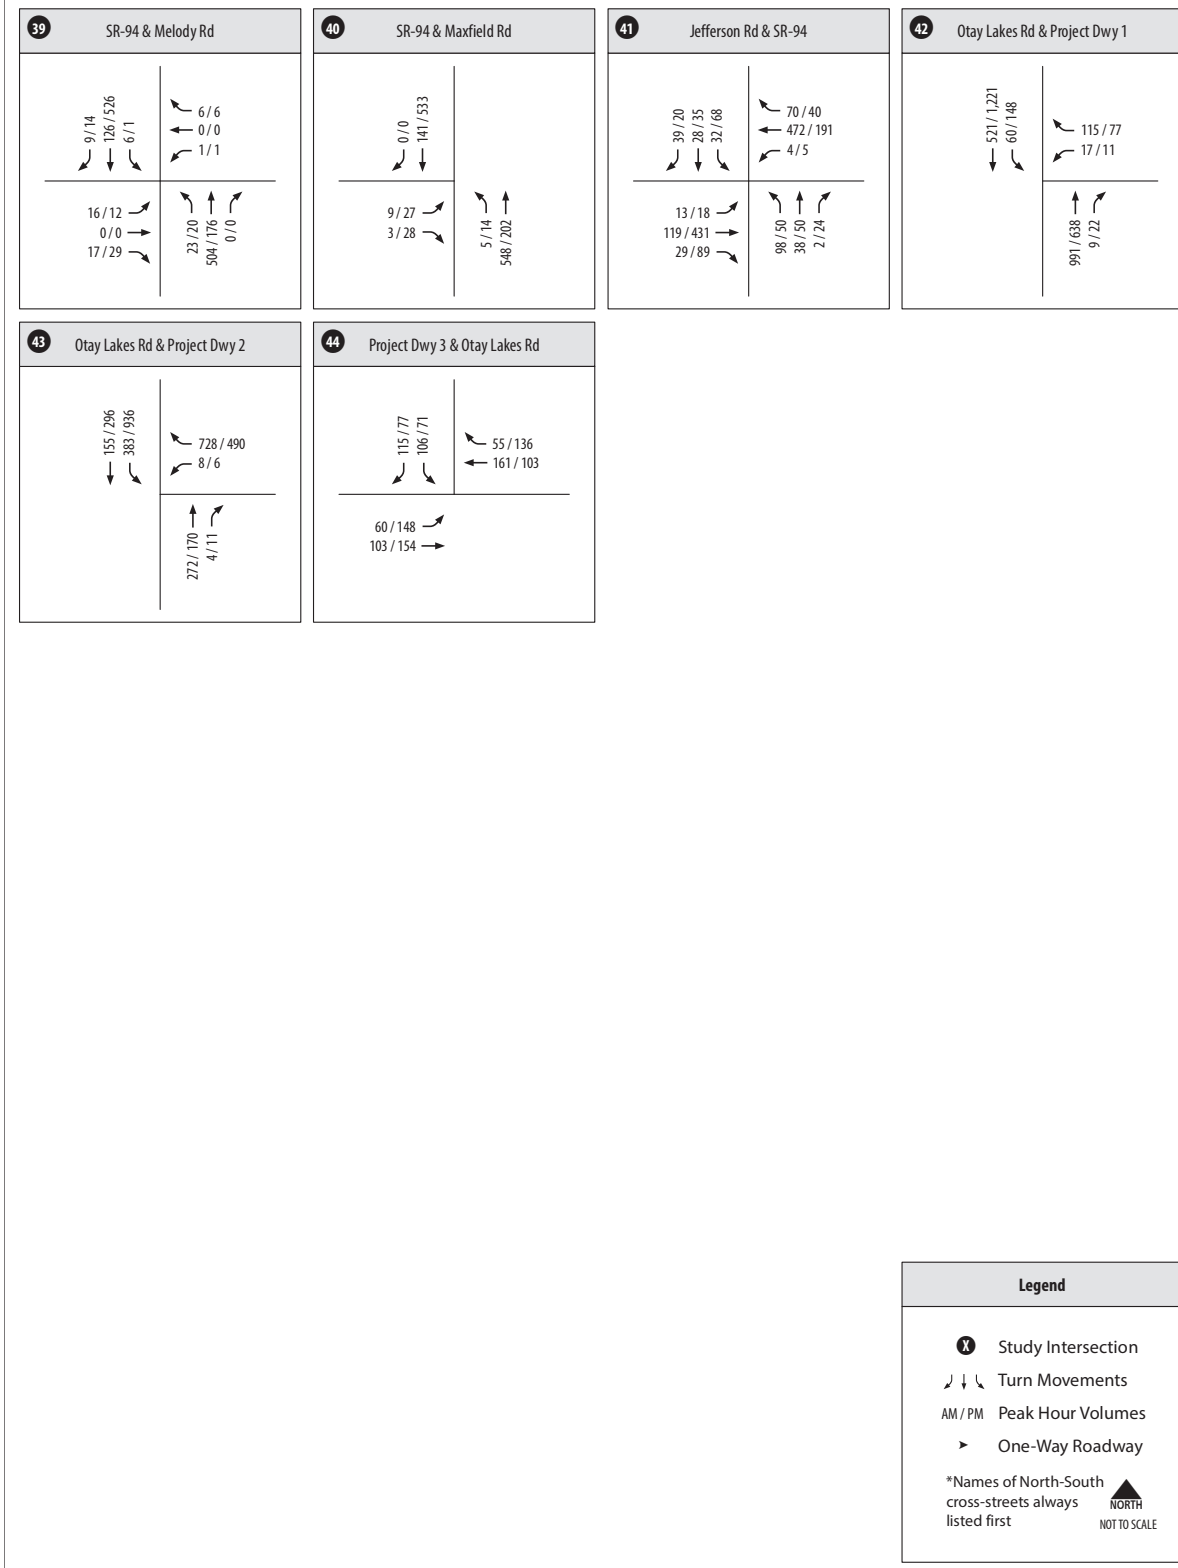 39 SR-94 & Melody Rd
9 / 14
126 / 526
6 / 1
6 / 6
0 / 0
1 / 1
16 / 12
0 / 0
17 / 29
23 / 20
504 / 176
0 / 0
40 SR-94 & Maxfield Rd
0 / 0
141 / 533
9 / 27
3 / 28
5 / 14
548 / 202
41 Jefferson Rd & SR-94
39 / 20
28 / 35
32 / 68
70 / 40
472 / 191
4 / 5
13 / 18
119 / 431
29 / 89
98 / 50
38 / 50
2 / 24
42 Otay Lakes Rd & Project Dwy 1
521 / 1,221
60 / 148
115 / 77
17 / 11
991 / 638
9 / 22
43 Otay Lakes Rd & Project Dwy 2
155 / 296
383 / 936
728 / 490
8 / 6
272 / 170
4 / 11
44 Project Dwy 3 & Otay Lakes Rd
115 / 77
106 / 71
55 / 136
161 / 103
60 / 148
103 / 154
Legend
X Study Intersection
Turn Movements
AM / PM Peak Hour Volumes
One-Way Roadway
*Names of North-South
cross-streets always
listed first
NORTH
NOT TO SCALE